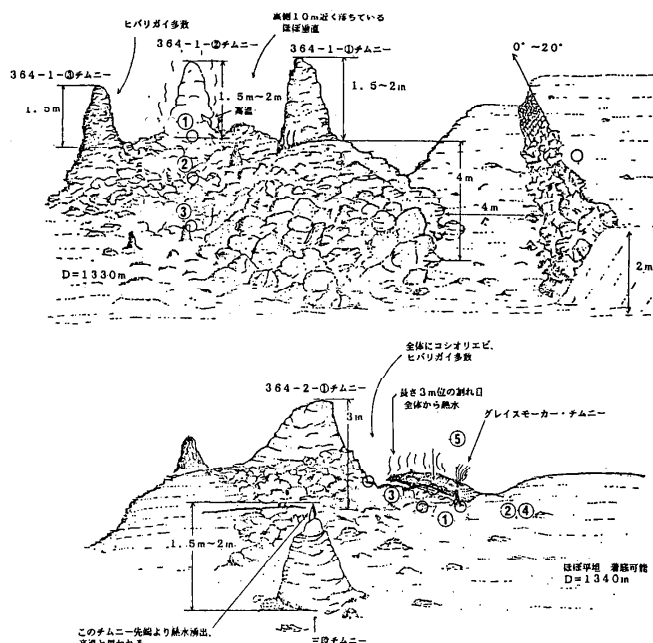 ヒバリガイ多数
裏側10m近く落ちている
ほぼ垂直
364-1-②チムニー
364-1-①チムニー
0°~20°
364-1-③チムニー
1.5m
1.5m~2m
高温
1.5~2m
①
②
③
4m
~4m
D=1330m
2m
全体にコシオリエビ、
ヒバリガイ多数
364-2-①チムニー
長さ3m位の割れ目
全体から熱水
グレイスモーカー・チムニー
3m
⑤
③
①
②④
1.5m~2m
ほぼ平坦 着底可能
D=1340m
このチムニー先端より熱水湧出、
三段チムニー